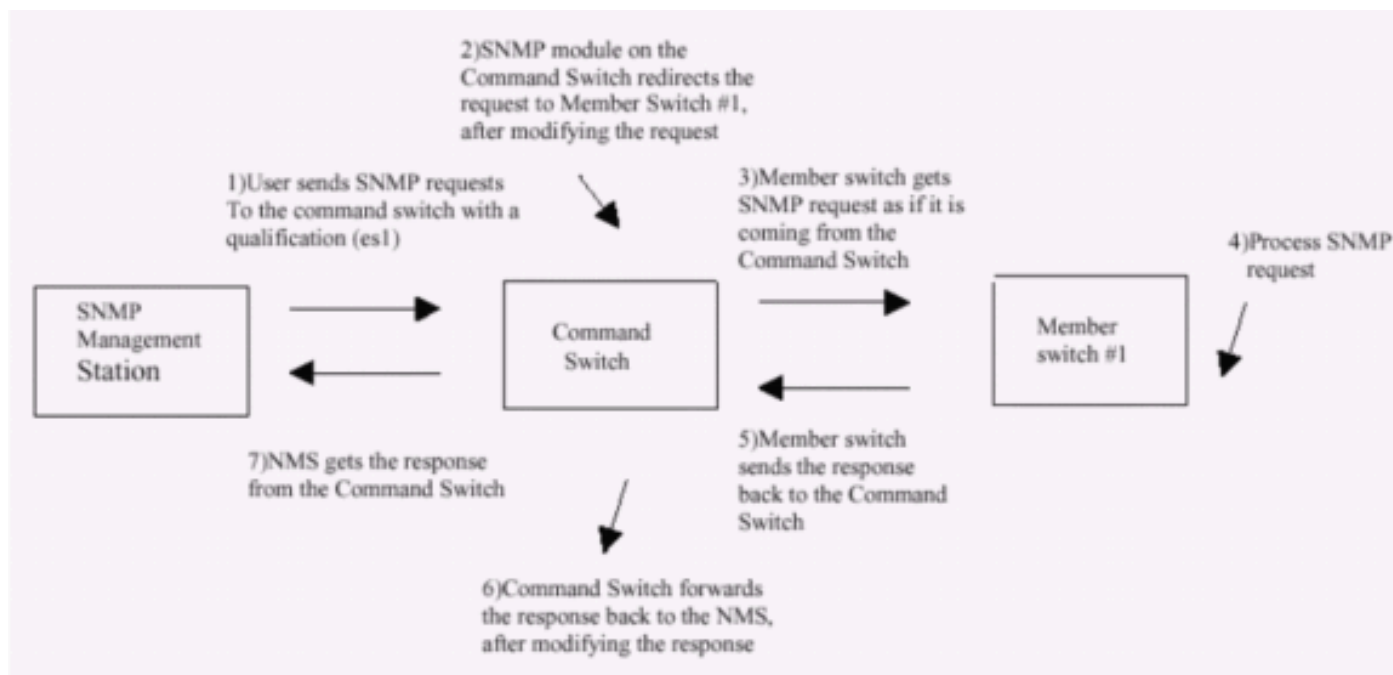 2)SNMP module on the
Command Switch redirects the
request to Member Switch #1,
after modifying the request
1)User sends SNMP requests
To the command switch with a
qualification (es1)
3)Member switch gets
SNMP request as if it is
coming from the
Command Switch
4)Process SNMP
request
SNMP
Management
Station
Command
Switch
Member
switch #1
7)NMS gets the response
from the Command Switch
5)Member switch
sends the response
back to the Command
Switch
6)Command Switch forwards
the response back to the NMS,
after modifying the response